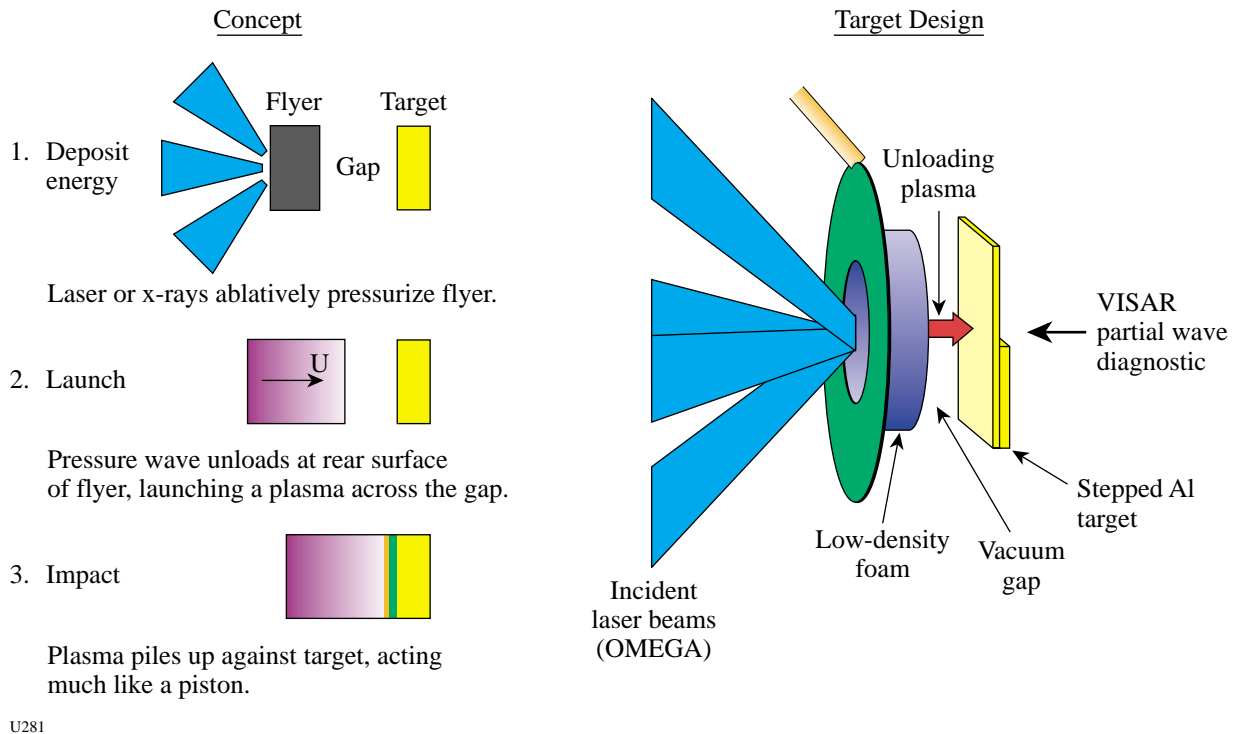 Concept
Flyer
Target
1. Deposit
energy
Gap
Laser or x-rays ablatively pressurize flyer.
2. Launch
U
Pressure wave unloads at rear surface
of flyer, launching a plasma across the gap.
3. Impact
Plasma piles up against target, acting
much like a piston.
U281
Target Design
Unloading
plasma
VISAR
partial wave
diagnostic
Stepped Al
target
Vacuum
gap
Low-density
foam
Incident
laser beams
(OMEGA)